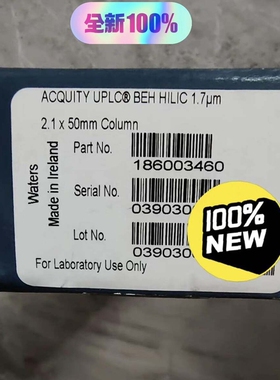 全新100%
ACQUITY UPLC® BEH HILIC 1.7µm
2.1 x 50mm Column
Part No.
186003460
Serial No.
Lot No.
For Laboratory Use Only
Waters
Made in Ireland
100%
NEW